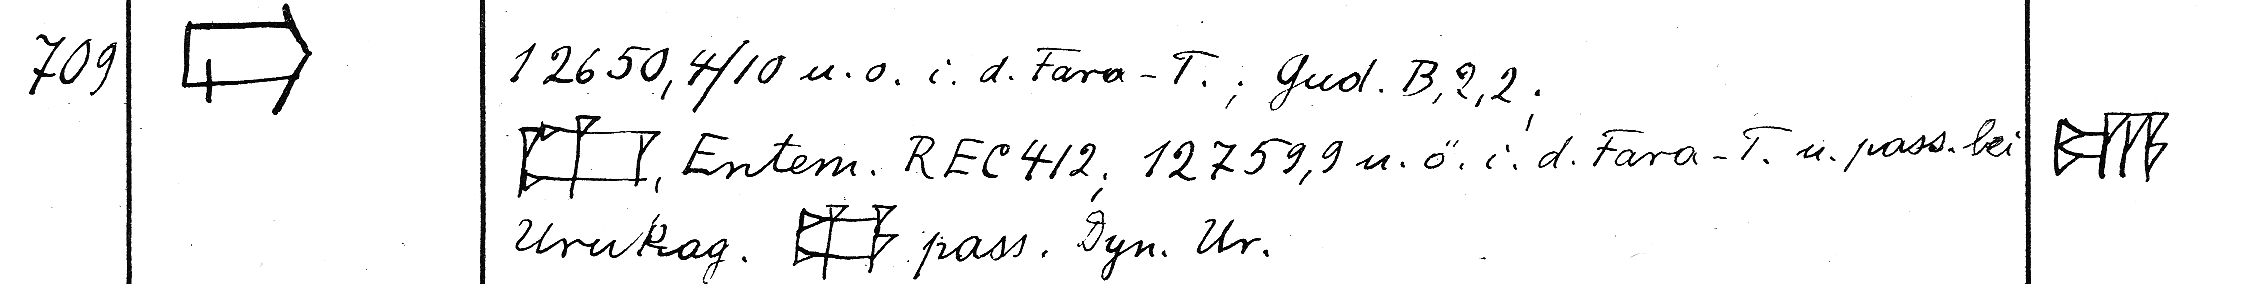 709 12650,4/10 u. o. i. d. Fara-T.; Gud. B,2,2;
, Entem. REC 412; 12759,9 u. ö. i. d. Fara-T. u. pass. bei
Urukag. pass. Dyn. Ur.